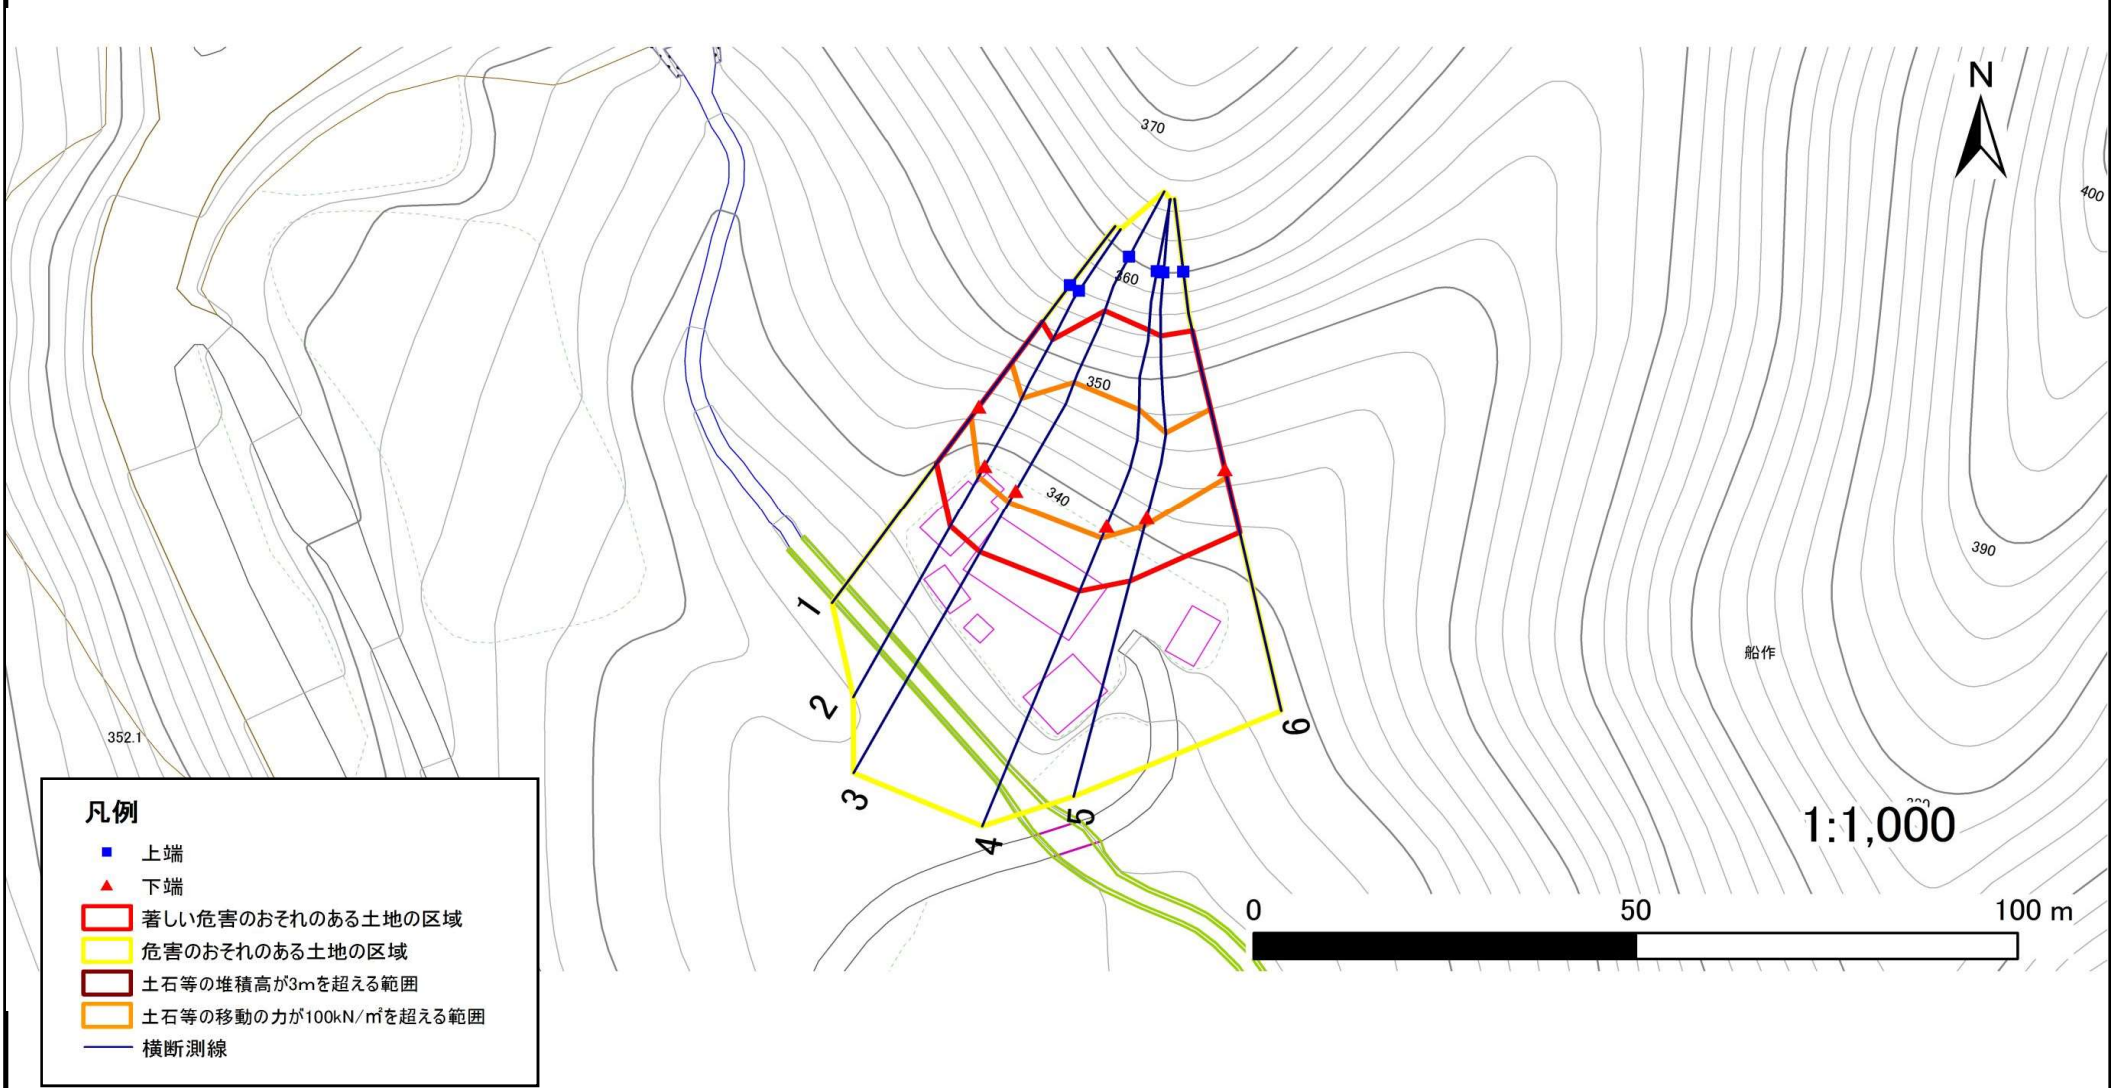 N
370
400
360
350
340
390
船作
352.1
1
2
3
4
5
6
1:1,000
0 50 100 m
凡例
上端
下端
著しい危害のおそれのある土地の区域
危害のおそれのある土地の区域
土石等の堆積高が3mを超える範囲
土石等の移動の力が100kN/㎡を超える範囲
横断測線